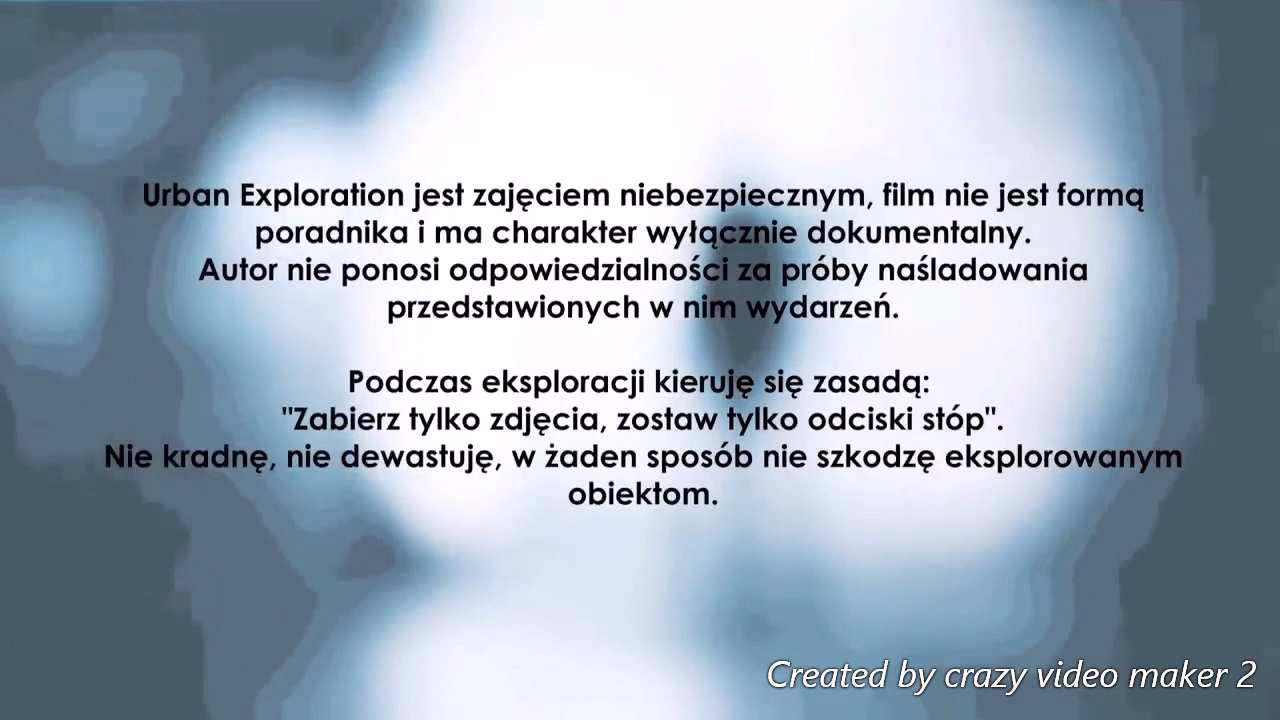 Urban Exploration jest zajęciem niebezpiecznym, film nie jest formą
poradnika i ma charakter wyłącznie dokumentalny.
Autor nie ponosi odpowiedzialności za próby naśladowania
przedstawionych w nim wydarzeń.
Podczas eksploracji kieruję się zasadą:
"Zabierz tylko zdjęcia, zostaw tylko odciski stóp".
Nie kradnę, nie dewastuję, w żaden sposób nie szkodzę eksplorowanym
obiektom.
Created by crazy video maker 2